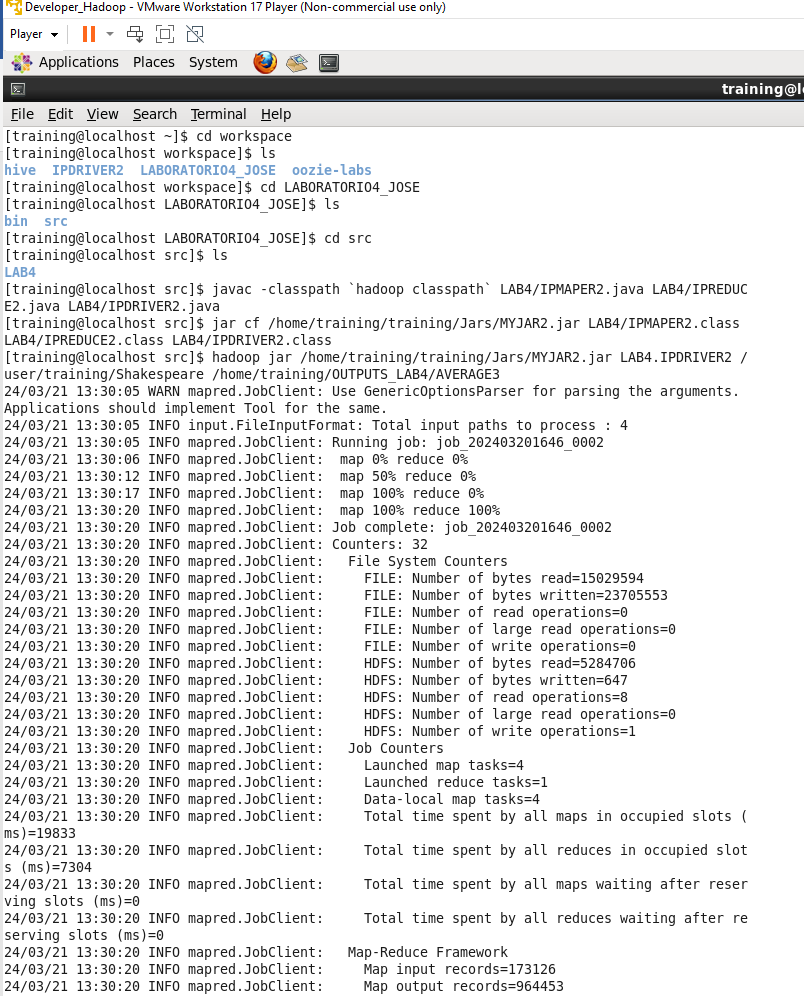 Developer_Hadoop - VMware Workstation 17 Player (Non-commercial use only)
Player
Applications Places System
training@l
File Edit View Search Terminal Help
[training@localhost ~]$ cd workspace
[training@localhost workspace]$ ls
hive IPDRIVER2 LABORATORIO4_JOSE oozie-labs
[training@localhost workspace]$ cd LABORATORIO4_JOSE
[training@localhost LABORATORIO4_JOSE]$ ls
bin src
[training@localhost LABORATORIO4_JOSE]$ cd src
[training@localhost src]$ ls
LAB4
[training@localhost src]$ javac -classpath `hadoop classpath` LAB4/IPMAPER2.java LAB4/IPREDUC
E2.java LAB4/IPDRIVER2.java
[training@localhost src]$ jar cf /home/training/training/Jars/MYJAR2.jar LAB4/IPMAPER2.class
LAB4/IPREDUCE2.class LAB4/IPDRIVER2.class
[training@localhost src]$ hadoop jar /home/training/training/Jars/MYJAR2.jar LAB4.IPDRIVER2 /
user/training/Shakespeare /home/training/OUTPUTS_LAB4/AVERAGE3
24/03/21 13:30:05 WARN mapred.JobClient: Use GenericOptionsParser for parsing the arguments.
Applications should implement Tool for the same.
24/03/21 13:30:05 INFO input.FileInputFormat: Total input paths to process : 4
24/03/21 13:30:05 INFO mapred.JobClient: Running job: job_202403201646_0002
24/03/21 13:30:06 INFO mapred.JobClient:  map 0% reduce 0%
24/03/21 13:30:12 INFO mapred.JobClient:  map 50% reduce 0%
24/03/21 13:30:17 INFO mapred.JobClient:  map 100% reduce 0%
24/03/21 13:30:20 INFO mapred.JobClient:  map 100% reduce 100%
24/03/21 13:30:20 INFO mapred.JobClient: Job complete: job_202403201646_0002
24/03/21 13:30:20 INFO mapred.JobClient: Counters: 32
24/03/21 13:30:20 INFO mapred.JobClient:   File System Counters
24/03/21 13:30:20 INFO mapred.JobClient:     FILE: Number of bytes read=15029594
24/03/21 13:30:20 INFO mapred.JobClient:     FILE: Number of bytes written=23705553
24/03/21 13:30:20 INFO mapred.JobClient:     FILE: Number of read operations=0
24/03/21 13:30:20 INFO mapred.JobClient:     FILE: Number of large read operations=0
24/03/21 13:30:20 INFO mapred.JobClient:     FILE: Number of write operations=0
24/03/21 13:30:20 INFO mapred.JobClient:     HDFS: Number of bytes read=5284706
24/03/21 13:30:20 INFO mapred.JobClient:     HDFS: Number of bytes written=647
24/03/21 13:30:20 INFO mapred.JobClient:     HDFS: Number of read operations=8
24/03/21 13:30:20 INFO mapred.JobClient:     HDFS: Number of large read operations=0
24/03/21 13:30:20 INFO mapred.JobClient:     HDFS: Number of write operations=1
24/03/21 13:30:20 INFO mapred.JobClient:   Job Counters
24/03/21 13:30:20 INFO mapred.JobClient:     Launched map tasks=4
24/03/21 13:30:20 INFO mapred.JobClient:     Launched reduce tasks=1
24/03/21 13:30:20 INFO mapred.JobClient:     Data-local map tasks=4
24/03/21 13:30:20 INFO mapred.JobClient:     Total time spent by all maps in occupied slots (
ms)=19833
24/03/21 13:30:20 INFO mapred.JobClient:     Total time spent by all reduces in occupied slot
s (ms)=7304
24/03/21 13:30:20 INFO mapred.JobClient:     Total time spent by all maps waiting after reser
ving slots (ms)=0
24/03/21 13:30:20 INFO mapred.JobClient:     Total time spent by all reduces waiting after re
serving slots (ms)=0
24/03/21 13:30:20 INFO mapred.JobClient:   Map-Reduce Framework
24/03/21 13:30:20 INFO mapred.JobClient:     Map input records=173126
24/03/21 13:30:20 INFO mapred.JobClient:     Map output records=964453